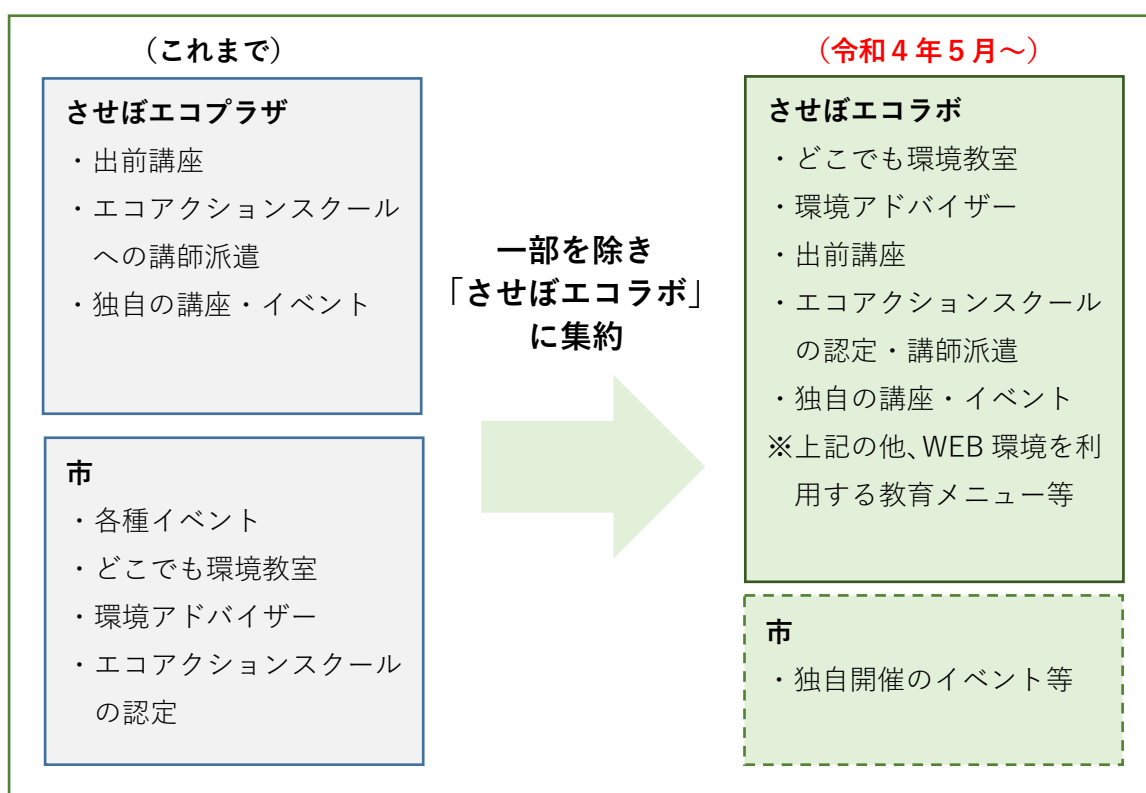 (これまで)
させぼエコプラザ
・出前講座
・エコアクションスクール
への講師派遣
・独自の講座・イベント
市
・各種イベント
・どこでも環境教室
・環境アドバイザー
・エコアクションスクール
の認定
一部を除き
「させぼエコラボ」
に集約
(令和４年５月～)
させぼエコラボ
・どこでも環境教室
・環境アドバイザー
・出前講座
・エコアクションスクール
の認定・講師派遣
・独自の講座・イベント
※上記の他、WEB 環境を利
用する教育メニュー等
市
・独自開催のイベント等